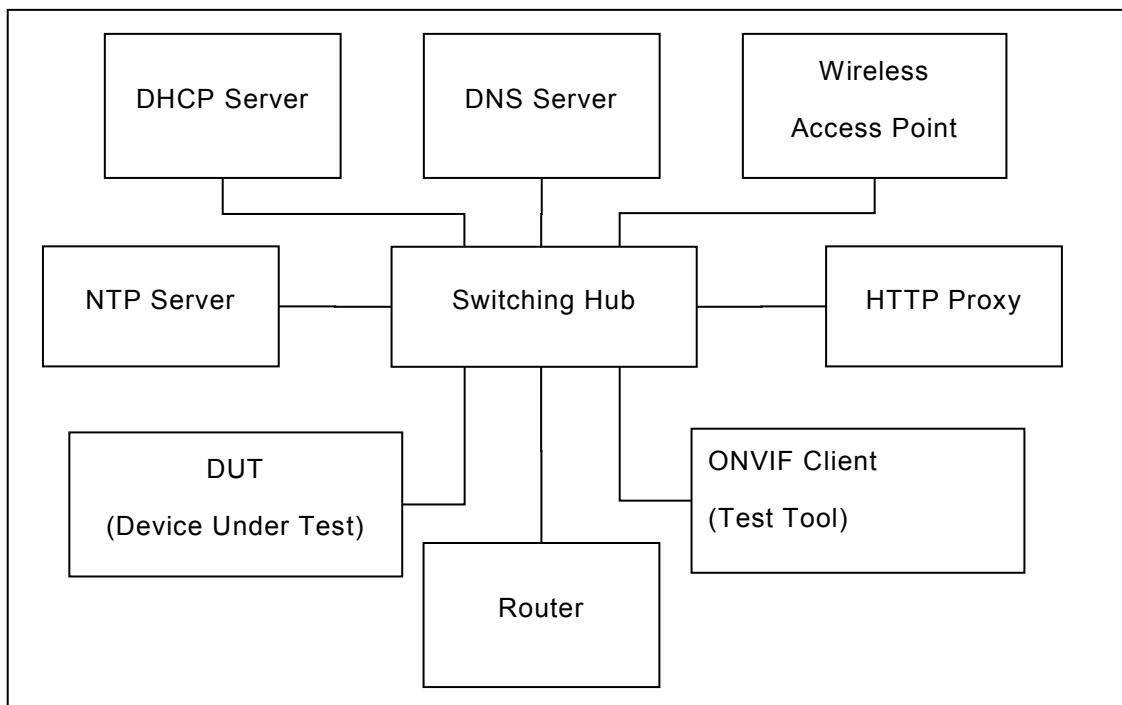 DHCP Server
DNS Server
Wireless
Access Point
NTP Server
Switching Hub
HTTP Proxy
DUT
(Device Under Test)
ONVIF Client
(Test Tool)
Router